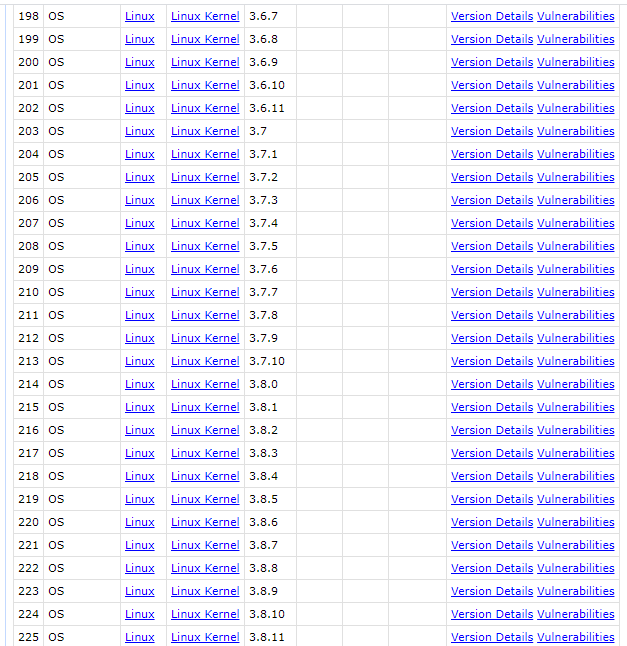 198 OS Linux Linux Kernel 3.6.7 Version Details Vulnerabilities
199 OS Linux Linux Kernel 3.6.8 Version Details Vulnerabilities
200 OS Linux Linux Kernel 3.6.9 Version Details Vulnerabilities
201 OS Linux Linux Kernel 3.6.10 Version Details Vulnerabilities
202 OS Linux Linux Kernel 3.6.11 Version Details Vulnerabilities
203 OS Linux Linux Kernel 3.7 Version Details Vulnerabilities
204 OS Linux Linux Kernel 3.7.1 Version Details Vulnerabilities
205 OS Linux Linux Kernel 3.7.2 Version Details Vulnerabilities
206 OS Linux Linux Kernel 3.7.3 Version Details Vulnerabilities
207 OS Linux Linux Kernel 3.7.4 Version Details Vulnerabilities
208 OS Linux Linux Kernel 3.7.5 Version Details Vulnerabilities
209 OS Linux Linux Kernel 3.7.6 Version Details Vulnerabilities
210 OS Linux Linux Kernel 3.7.7 Version Details Vulnerabilities
211 OS Linux Linux Kernel 3.7.8 Version Details Vulnerabilities
212 OS Linux Linux Kernel 3.7.9 Version Details Vulnerabilities
213 OS Linux Linux Kernel 3.7.10 Version Details Vulnerabilities
214 OS Linux Linux Kernel 3.8.0 Version Details Vulnerabilities
215 OS Linux Linux Kernel 3.8.1 Version Details Vulnerabilities
216 OS Linux Linux Kernel 3.8.2 Version Details Vulnerabilities
217 OS Linux Linux Kernel 3.8.3 Version Details Vulnerabilities
218 OS Linux Linux Kernel 3.8.4 Version Details Vulnerabilities
219 OS Linux Linux Kernel 3.8.5 Version Details Vulnerabilities
220 OS Linux Linux Kernel 3.8.6 Version Details Vulnerabilities
221 OS Linux Linux Kernel 3.8.7 Version Details Vulnerabilities
222 OS Linux Linux Kernel 3.8.8 Version Details Vulnerabilities
223 OS Linux Linux Kernel 3.8.9 Version Details Vulnerabilities
224 OS Linux Linux Kernel 3.8.10 Version Details Vulnerabilities
225 OS Linux Linux Kernel 3.8.11 Version Details Vulnerabilities